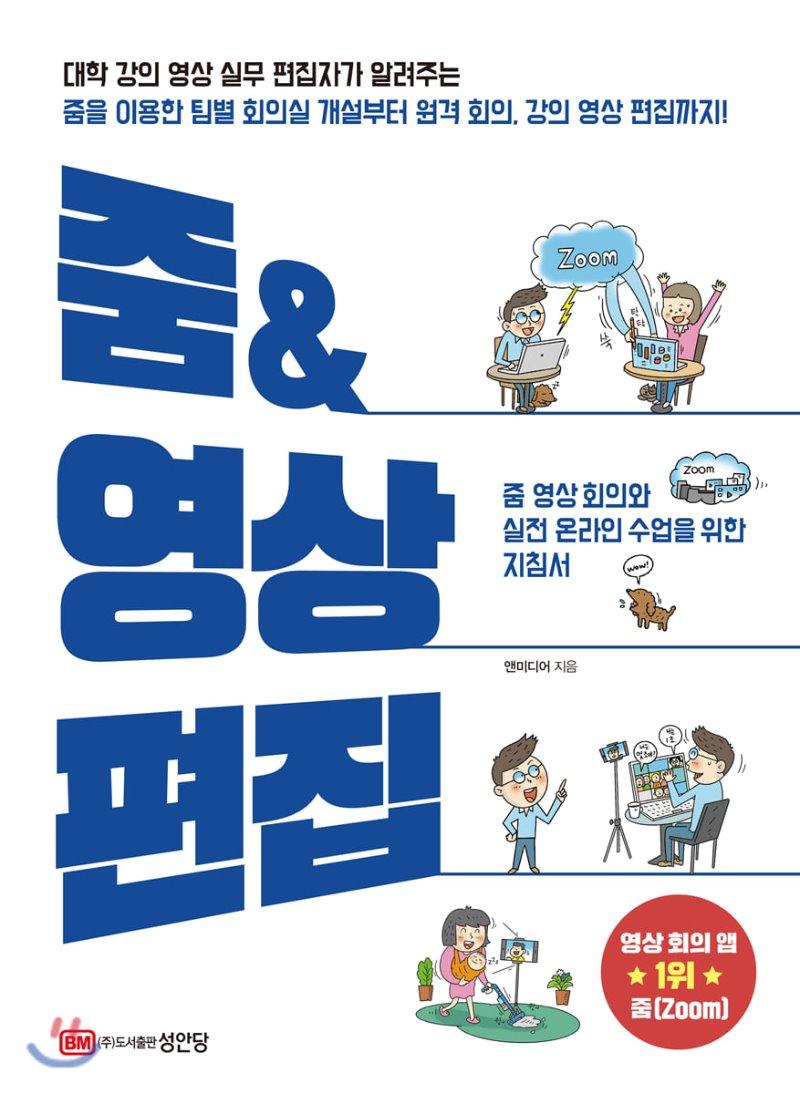 대학 강의 영상 실무 편집자가 알려주는
줌을 이용한 팀별 회의실 개설부터 원격 회의, 강의 영상 편집까지!
줌&
영상
편집
Zoom
탁
탁
쓱
줌 영상 회의와
실전 온라인 수업을 위한
지침서
ZOOM
WOW!
앤미디어 지음
영상 회의 앱
★ 1위 ★
줌(Zoom)
BM (주)도서출판 성안당